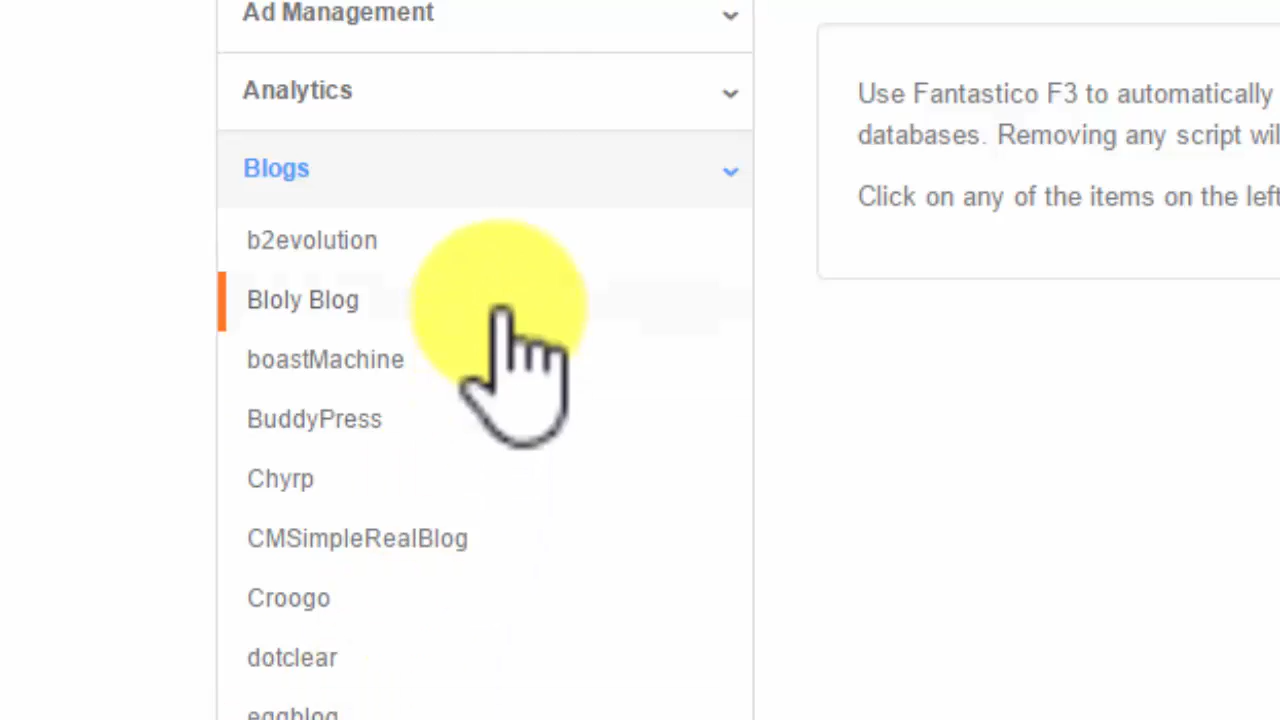 Ad Management
Analytics
Blogs
b2evolution
Bloly Blog
boastMachine
BuddyPress
Chyrp
CMSimpleRealBlog
Croogo
dotclear
eggblog
Use Fantastico F3 to automatically
databases. Removing any script wil
Click on any of the items on the left